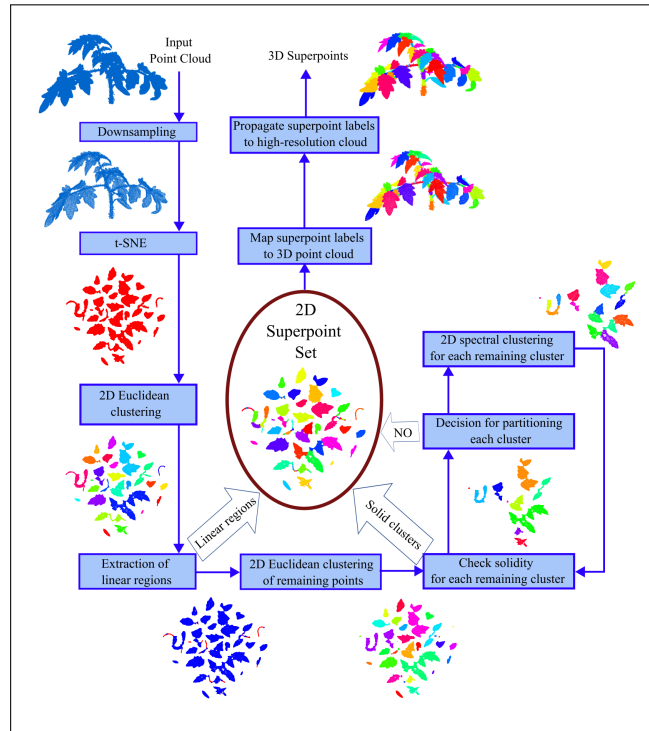 Input
Point Cloud
Downsampling
t-SNE
2D Euclidean
clustering
Extraction of
linear regions
Linear regions
2D Euclidean clustering
of remaining points
Solid clusters
Check solidity
for each remaining cluster
Decision for partitioning
each cluster
NO
2D spectral clustering
for each remaining cluster
2D
Superpoint
Set
Map superpoint labels
to 3D point cloud
Propagate superpoint labels
to high-resolution cloud
3D Superpoints